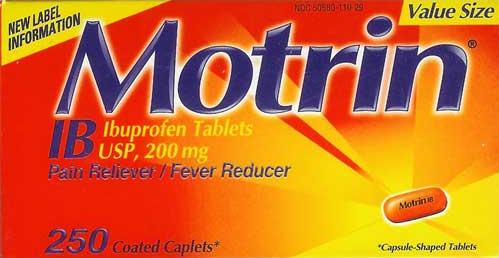 NEW LABEL
INFORMATION
NDC 50580-110-29
Value Size
Motrin®
IB Ibuprofen Tablets
USP, 200 mg
Pain Reliever / Fever Reducer
Motrin IB
250 Coated Caplets*
*Capsule-Shaped Tablets